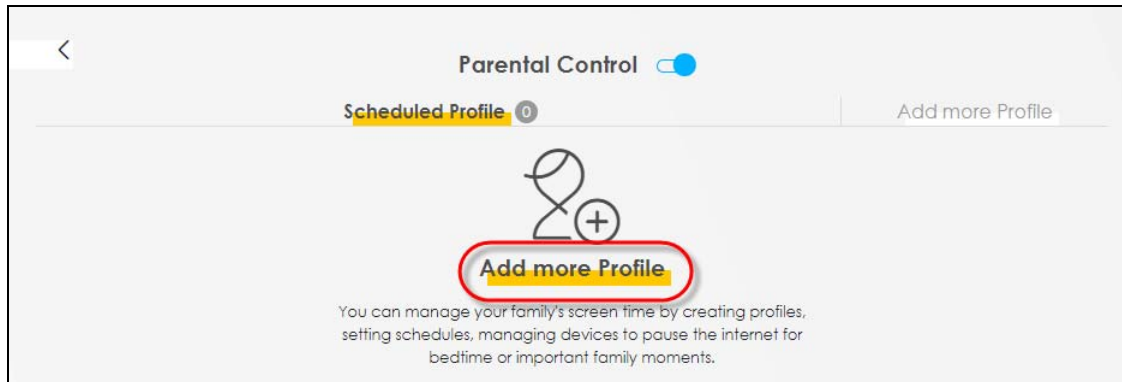 Parental Control
Scheduled Profile 0
Add more Profile
Add more Profile
You can manage your family's screen time by creating profiles,
setting schedules, managing devices to pause the internet for
bedtime or important family moments.